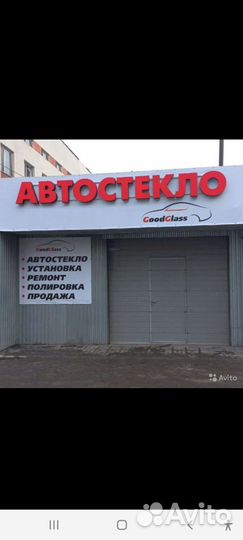 АВТОСТЕКЛО
GoodGlass
GoodGlass
• АВТОСТЕКЛО
• УСТАНОВКА
• РЕМОНТ
• ПОЛИРОВКА
• ПРОДАЖА
Avito
Avito